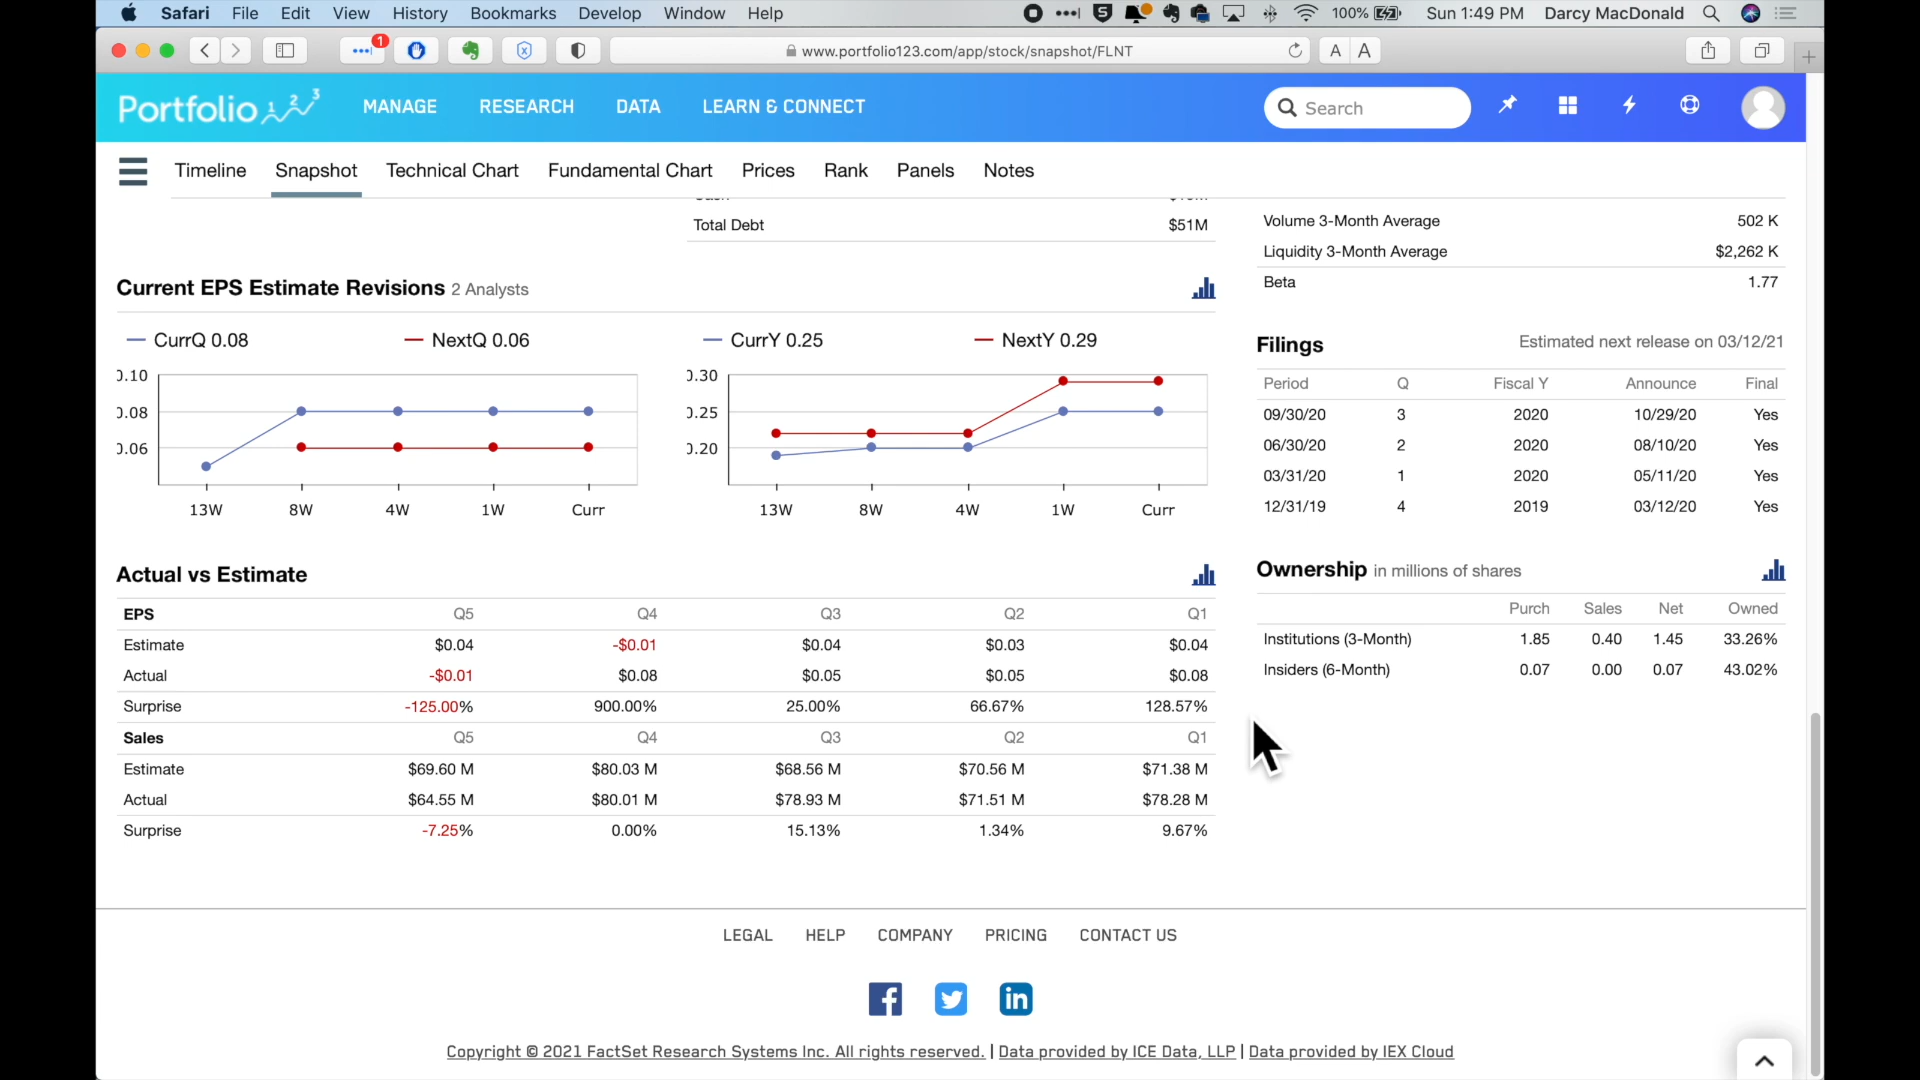 Safari File Edit View History Bookmarks Develop Window Help 100% Sun 1:49 PM Darcy MacDonald
1 www.portfolio123.com/app/stock/snapshot/FLNT A A
Portfolio 123 MANAGE RESEARCH DATA LEARN & CONNECT Search
Timeline Snapshot Technical Chart Fundamental Chart Prices Rank Panels Notes
Total Debt $51M
Volume 3-Month Average 502 K
Liquidity 3-Month Average $2,262 K
Beta 1.77
Current EPS Estimate Revisions 2 Analysts
CurrQ 0.08 NextQ 0.06
0.10
0.08
0.06
13W 8W 4W 1W Curr
CurrY 0.25 NextY 0.29
0.30
0.25
0.20
13W 8W 4W 1W Curr
Filings Estimated next release on 03/12/21
Period Q Fiscal Y Announce Final
09/30/20 3 2020 10/29/20 Yes
06/30/20 2 2020 08/10/20 Yes
03/31/20 1 2020 05/11/20 Yes
12/31/19 4 2019 03/12/20 Yes
Actual vs Estimate
EPS Q5 Q4 Q3 Q2 Q1
Estimate $0.04 -$0.01 $0.04 $0.03 $0.04
Actual -$0.01 $0.08 $0.05 $0.05 $0.08
Surprise -125.00% 900.00% 25.00% 66.67% 128.57%
Sales Q5 Q4 Q3 Q2 Q1
Estimate $69.60 M $80.03 M $68.56 M $70.56 M $71.38 M
Actual $64.55 M $80.01 M $78.93 M $71.51 M $78.28 M
Surprise -7.25% 0.00% 15.13% 1.34% 9.67%
Ownership in millions of shares
Purch Sales Net Owned
Institutions (3-Month) 1.85 0.40 1.45 33.26%
Insiders (6-Month) 0.07 0.00 0.07 43.02%
LEGAL HELP COMPANY PRICING CONTACT US
Copyright © 2021 FactSet Research Systems Inc. All rights reserved. | Data provided by ICE Data, LLP | Data provided by IEX Cloud